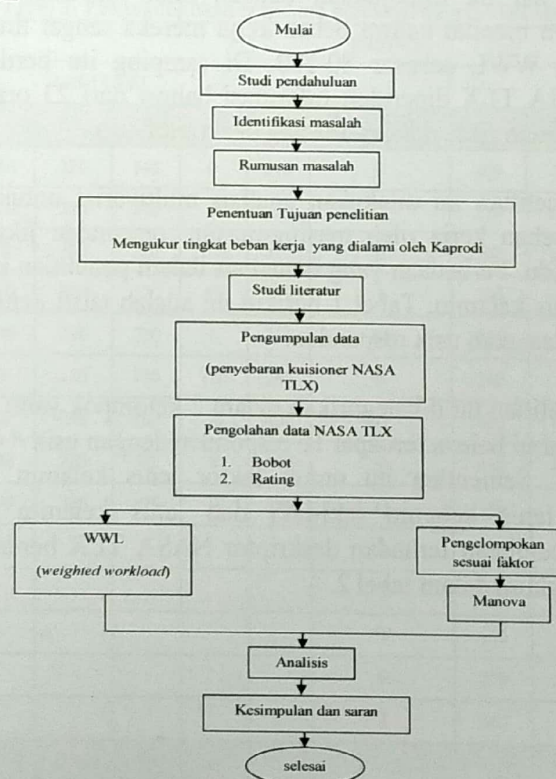 Mulai
Studi pendahuluan
Identifikasi masalah
Rumusan masalah
Penentuan Tujuan penelitian
Mengukur tingkat beban kerja yang dialami oleh Kaprodi
Studi literatur
Pengumpulan data
(penyebaran kuisioner NASA
TLX)
Pengolahan data NASA TLX
1. Bobot
2. Rating
WWL
(weighted workload)
Pengelompokan
sesuai faktor
Manova
Analisis
Kesimpulan dan saran
selesai